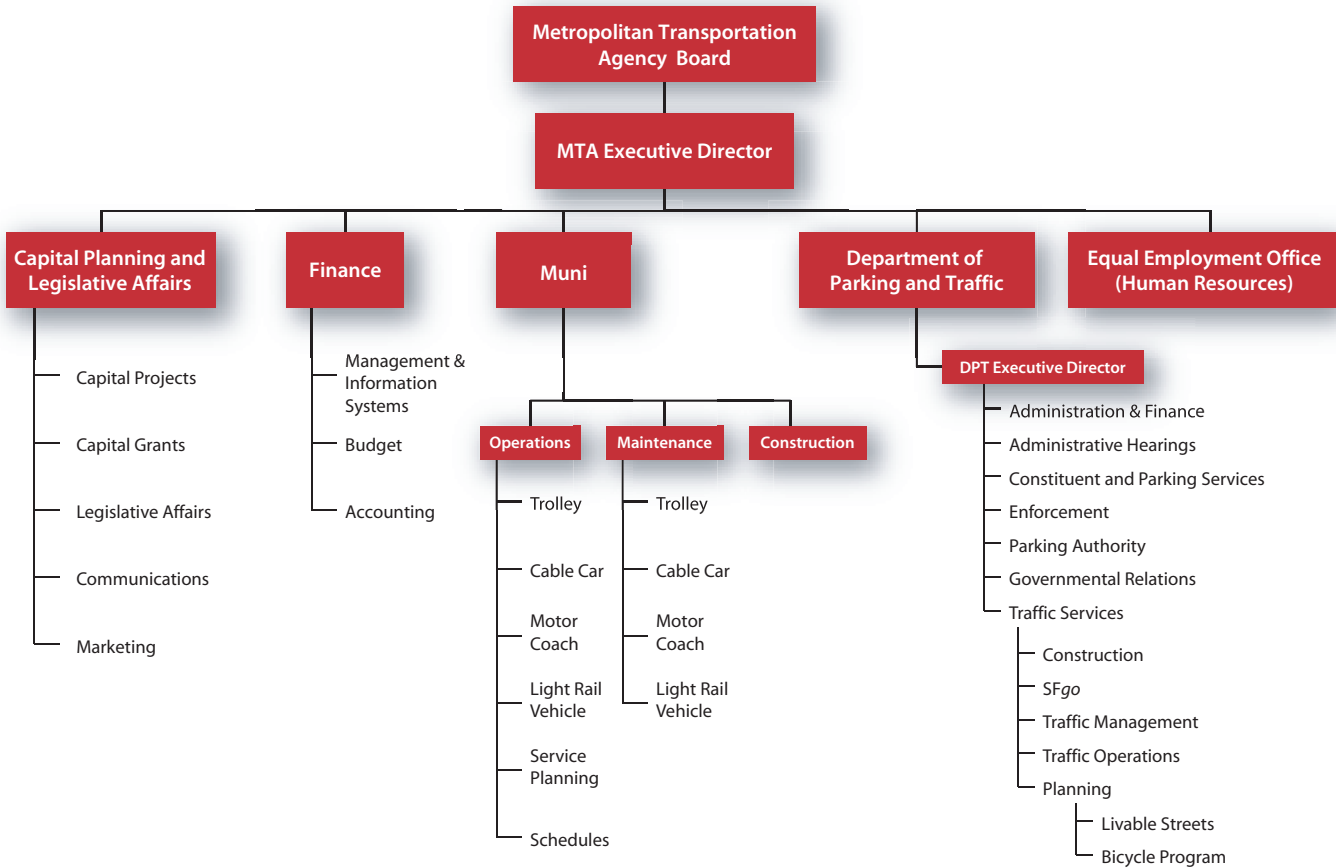 Metropolitan Transportation
Agency Board
MTA Executive Director
Capital Planning and
Legislative Affairs
Capital Projects
Capital Grants
Legislative Affairs
Communications
Marketing
Finance
Management &
Information
Systems
Budget
Accounting
Muni
Operations
Trolley
Cable Car
Motor
Coach
Light Rail
Vehicle
Service
Planning
Schedules
Maintenance
Trolley
Cable Car
Motor
Coach
Light Rail
Vehicle
Construction
Department of
Parking and Traffic
DPT Executive Director
Administration & Finance
Administrative Hearings
Constituent and Parking Services
Enforcement
Parking Authority
Governmental Relations
Traffic Services
Construction
SFgo
Traffic Management
Traffic Operations
Planning
Livable Streets
Bicycle Program
Equal Employment Office
(Human Resources)